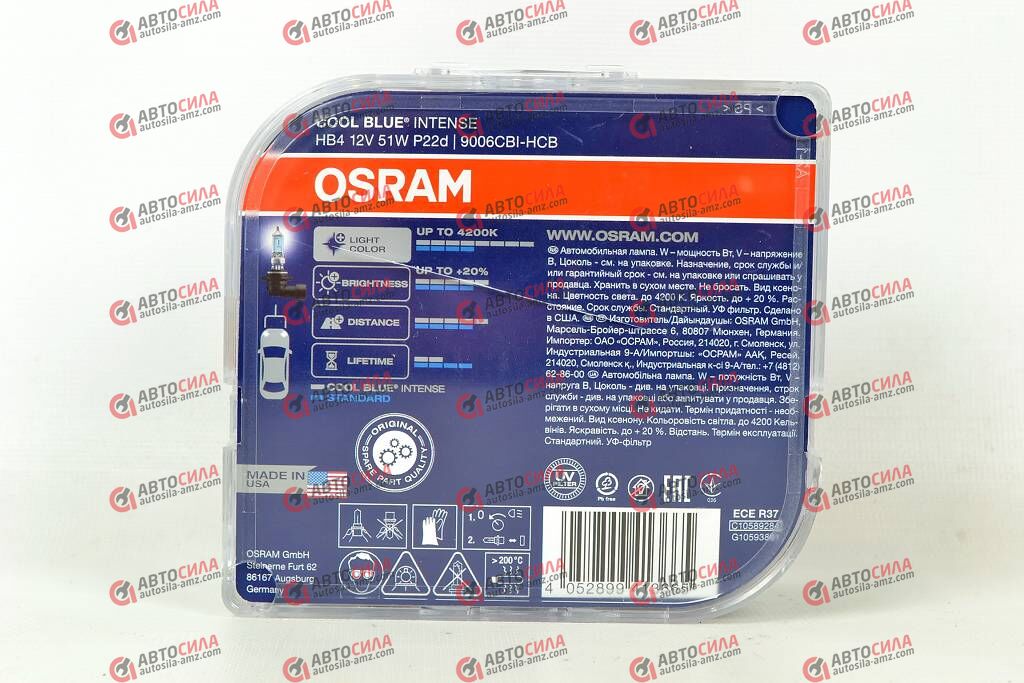 АВТОСИЛА
autosila-amz.com
> PS <
COOL BLUE® INTENSE
HB4 12V 51W P22d | 9006CBI-HCB
OSRAM
LIGHT COLOR
UP TO 4200K
BRIGHTNESS
UP TO +20%
DISTANCE
LIFETIME
COOL BLUE® INTENSE
STANDARD
WWW.OSRAM.COM
Автомобильная лампа. W – мощность Вт, V – напряжение
В, Цоколь - см. на упаковке. Назначение, срок службы и/
или гарантийный срок - см. на упаковке или спрашивать у
продавца. Хранить в сухом месте. Не бросать. Вид ксено-
на. Цветность света. до 4200 К. Яркость. до + 20 %. Рас-
стояние. Срок службы. Стандартный. УФ фильтр. Сделано
в США. Изготовитель/Дайындаушы: OSRAM GmbH,
Марсель-Бройер-штрассе 6, 80807 Мюнхен, Германия.
Импортер: ОАО «ОСРАМ», Россия, 214020, г. Смоленск, ул.
Индустриальная 9-А/Импортшы: «ОСРАМ» ААҚ, Ресей,
214020, Смоленск қ., Индустриальная к-сі 9-А/тел.: +7 (4812)
62-86-00 Автомобільна лампа. W – потужність Вт, V -
напруга В, Цоколь - див. на упаковці. Призначення, строк
служби - див. на упаковці або запитувати у продавца. Збе-
рігати в сухому місці. Не кидати. Термін придатності - необ-
межений. Вид ксенону. Кольоровість світла. до 4200 Кель-
вінів. Яскравість. до + 20 %. Відстань. Термін експлуатації.
Стандартний. УФ-фільтр
ORIGINAL
SPARE PART QUALITY
MADE IN
USA
UV
FILTER
Pb free
EAC
ECE R37
OSRAM GmbH
Steinerne Furt 62
86167 Augsburg
Germany
1. O
2.
> 200 °C
4 052899